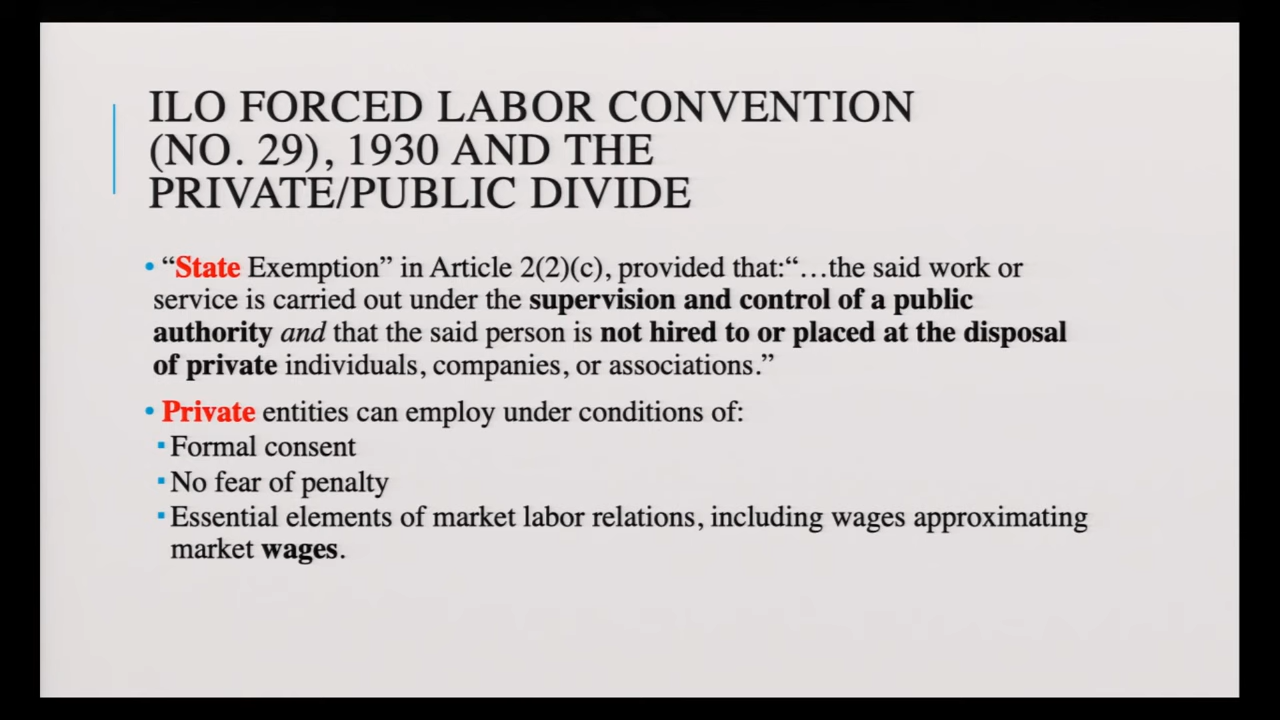 ILO FORCED LABOR CONVENTION
(NO. 29), 1930 AND THE
PRIVATE/PUBLIC DIVIDE
• “State Exemption” in Article 2(2)(c), provided that:“…the said work or
service is carried out under the supervision and control of a public
authority and that the said person is not hired to or placed at the disposal
of private individuals, companies, or associations.”
• Private entities can employ under conditions of:
▪ Formal consent
▪ No fear of penalty
▪ Essential elements of market labor relations, including wages approximating
market wages.